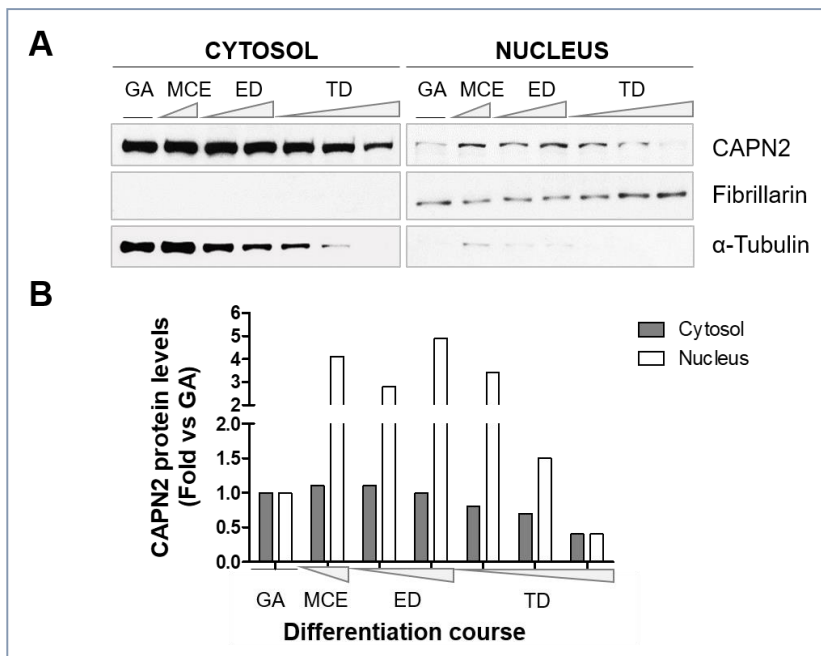 A
CYTOSOL NUCLEUS
GA MCE ED TD GA MCE ED TD
CAPN2
Fibrillarin
α-Tubulin
B
CAPN2 protein levels
(Fold vs GA)
6
5
4
3
2
2.0
1.5
1.0
0.5
0.0
Cytosol
Nucleus
GA MCE ED TD
Differentiation course